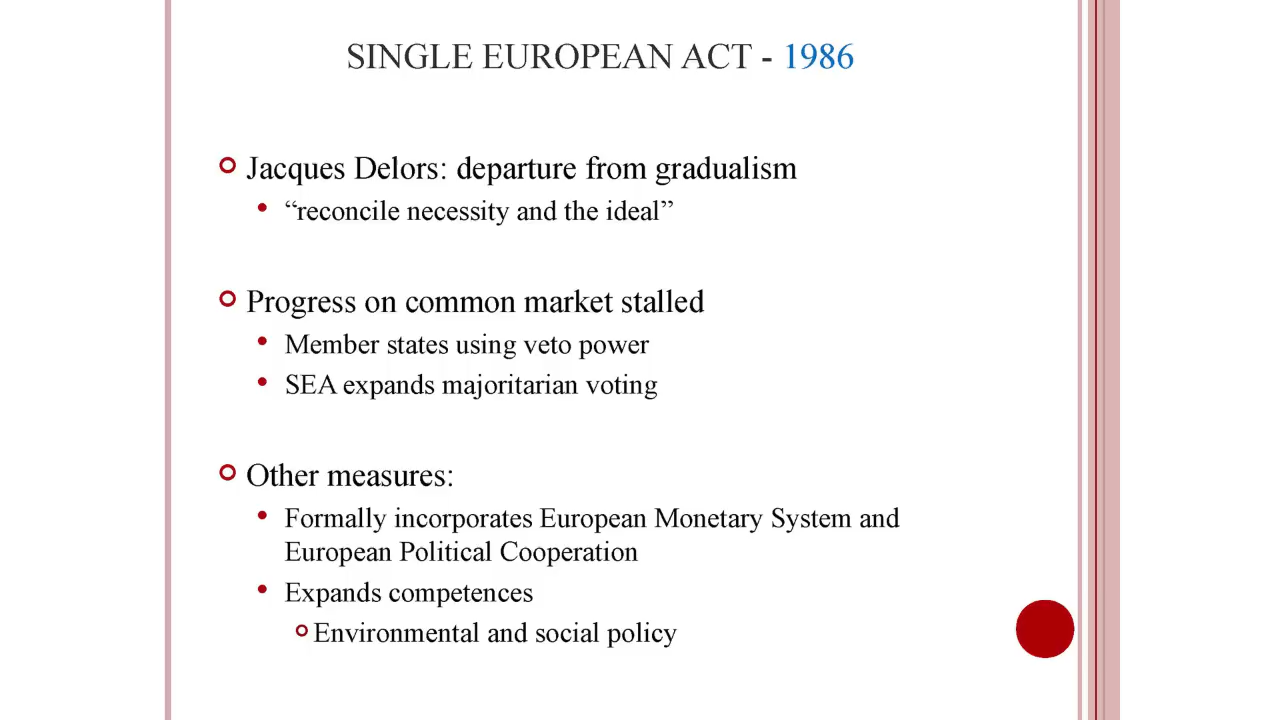 SINGLE EUROPEAN ACT - 1986
Jacques Delors: departure from gradualism
“reconcile necessity and the ideal”
Progress on common market stalled
Member states using veto power
SEA expands majoritarian voting
Other measures:
Formally incorporates European Monetary System and
European Political Cooperation
Expands competences
Environmental and social policy